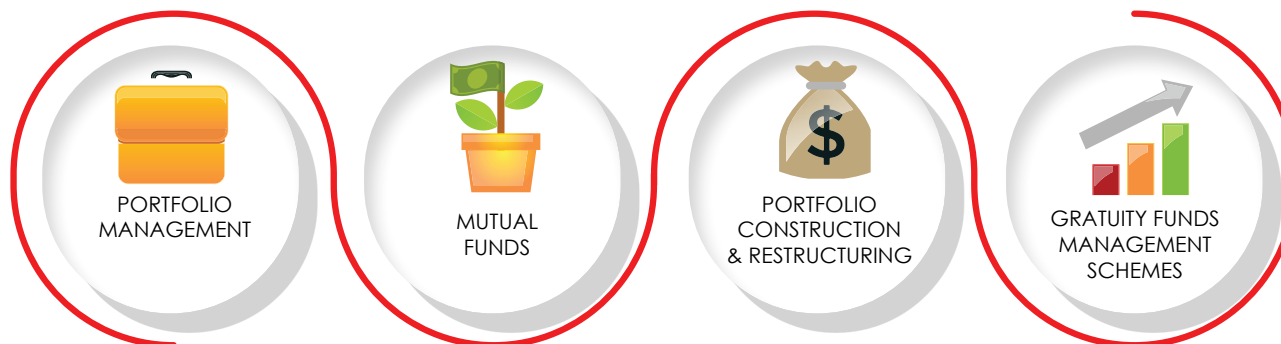 PORTFOLIO
MANAGEMENT
MUTUAL
FUNDS
$
PORTFOLIO
CONSTRUCTION
& RESTRUCTURING
GRATUITY FUNDS
MANAGEMENT
SCHEMES